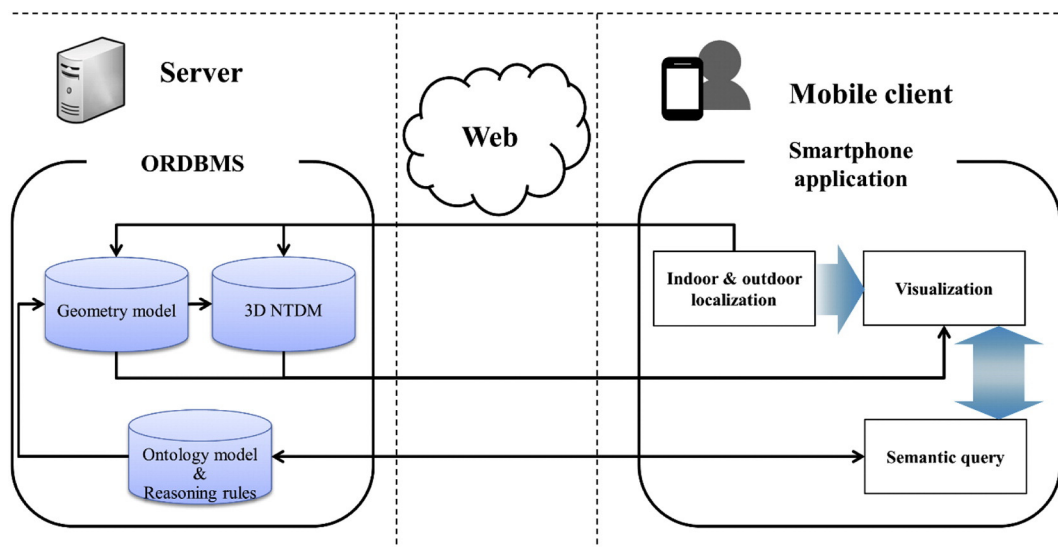 Server
Web
Mobile client
ORDBMS
Smartphone
application
Geometry model
3D NTDM
Indoor & outdoor
localization
Visualization
Ontology model
&
Reasoning rules
Semantic query